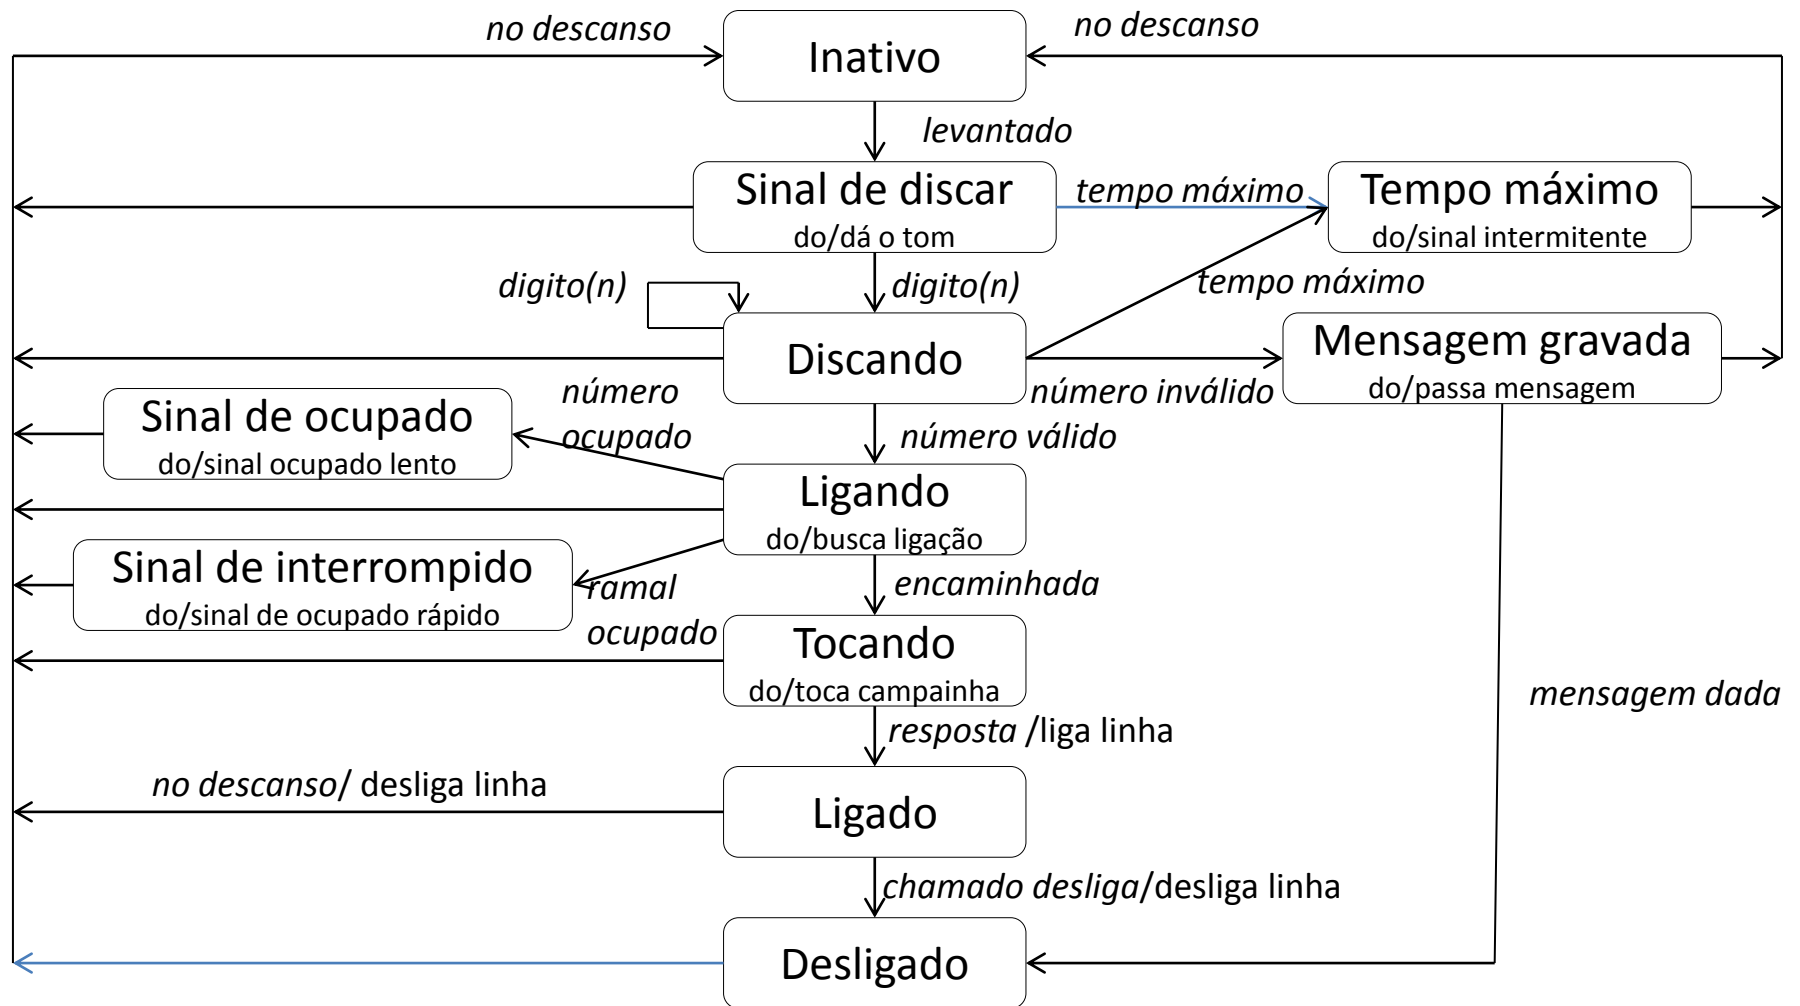 no descanso
no descanso
Inativo
levantado
Sinal de discar
do/dá o tom
tempo máximo
Tempo máximo
do/sinal intermitente
digito(n)
digito(n)
tempo máximo
Discando
Mensagem gravada
do/passa mensagem
número
ocupado
número inválido
Sinal de ocupado
do/sinal ocupado lento
número válido
Ligando
do/busca ligação
Sinal de interrompido
do/sinal de ocupado rápido
ramal
ocupado
encaminhada
Tocando
do/toca campainha
mensagem dada
resposta /liga linha
no descanso/ desliga linha
Ligado
chamado desliga/desliga linha
Desligado